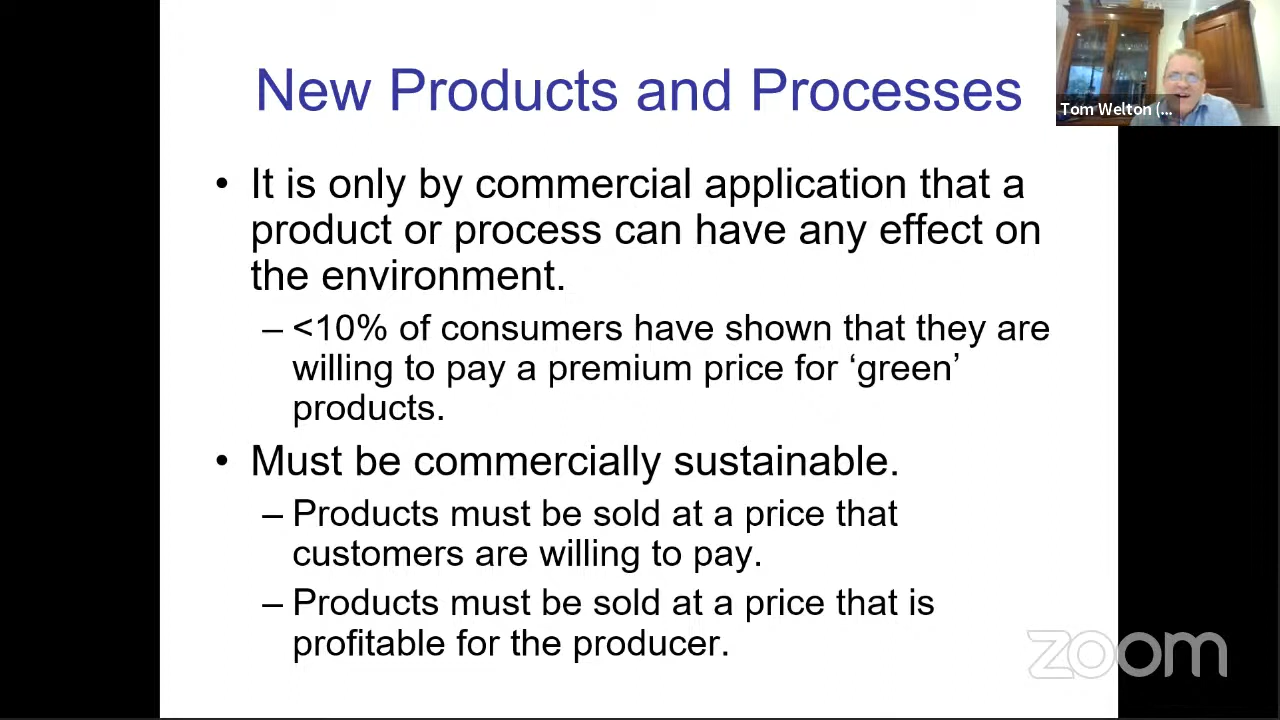 New Products and Processes
Tom Welton (...
• It is only by commercial application that a
product or process can have any effect on
the environment.
– <10% of consumers have shown that they are
willing to pay a premium price for ‘green’
products.
• Must be commercially sustainable.
– Products must be sold at a price that
customers are willing to pay.
– Products must be sold at a price that is
profitable for the producer.
zoom